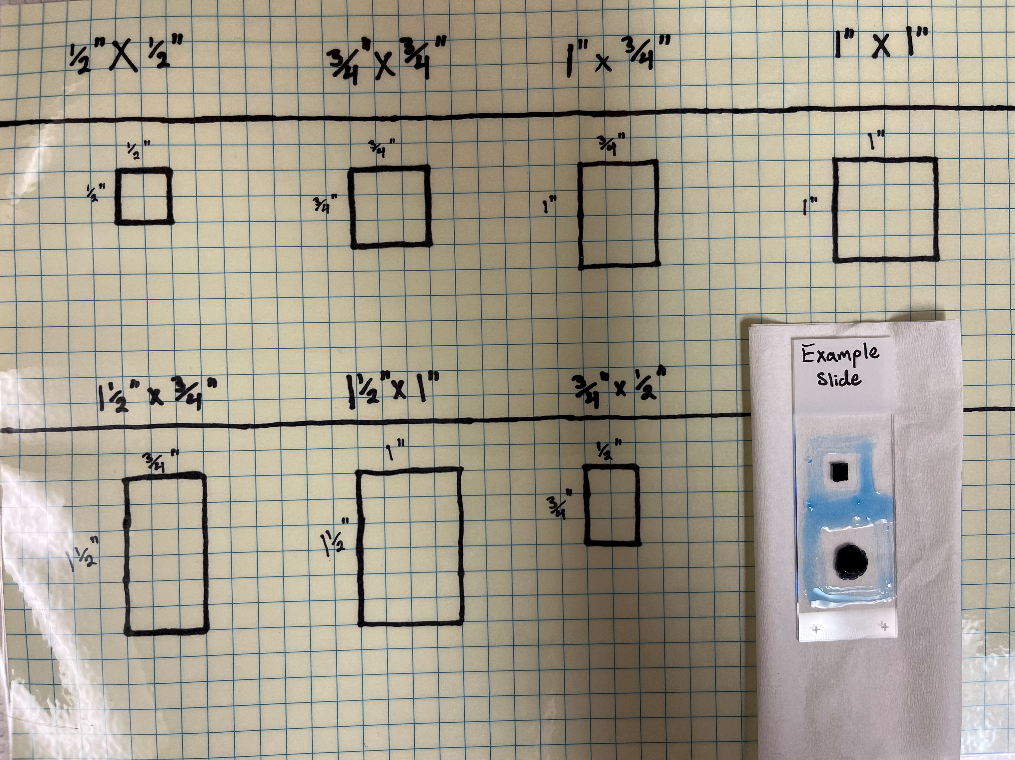 ½" X ½"
¾" X ¾"
1" x ¾"
1" X 1"
½"
½"
¾"
¾"
¾"
1"
1"
1"
1½" x ¾"
1½" x 1"
¾" x ½"
¾"
1½"
1"
1½"
½"
¾"
Example
Slide
+ +